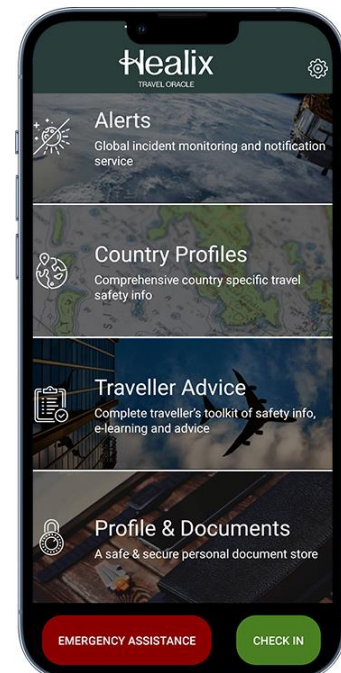 Healix
TRAVEL ORACLE
Alerts
Global incident monitoring and notification
service
Country Profiles
Comprehensive country specific travel
safety info
Traveller Advice
Complete traveller's toolkit of safety info,
e-learning and advice
Profile & Documents
A safe & secure personal document store
EMERGENCY ASSISTANCE
CHECK IN